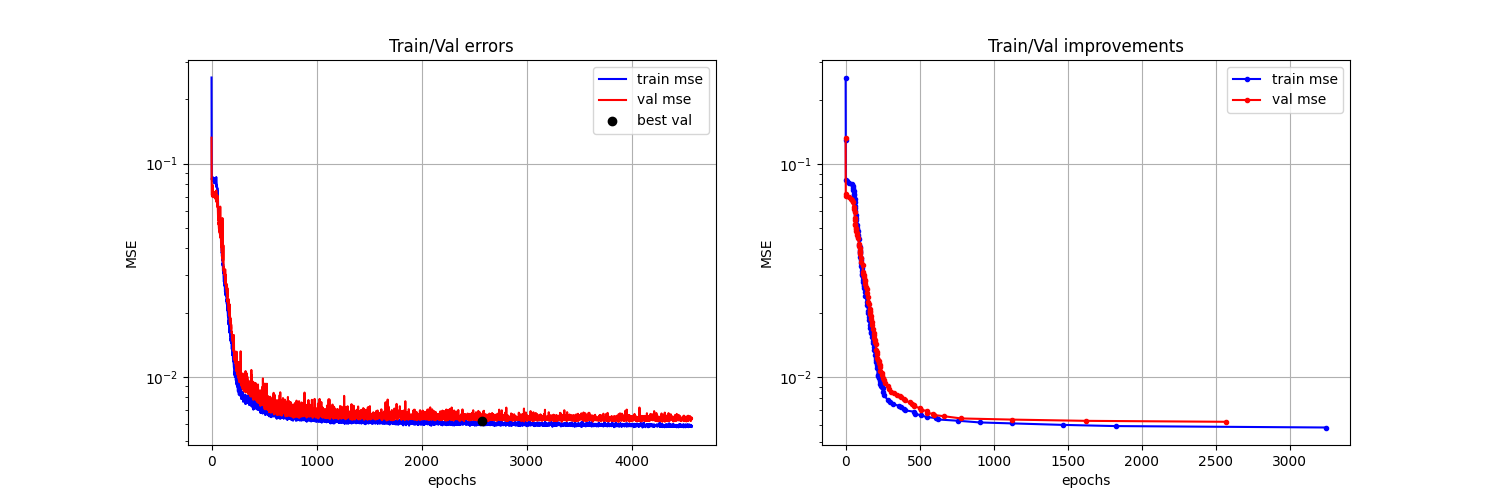 Train/Val errors
train mse
val mse
best val
MSE
10⁻¹
10⁻²
0
1000
2000
3000
4000
epochs
Train/Val improvements
train mse
val mse
MSE
10⁻¹
10⁻²
0
500
1000
1500
2000
2500
3000
epochs